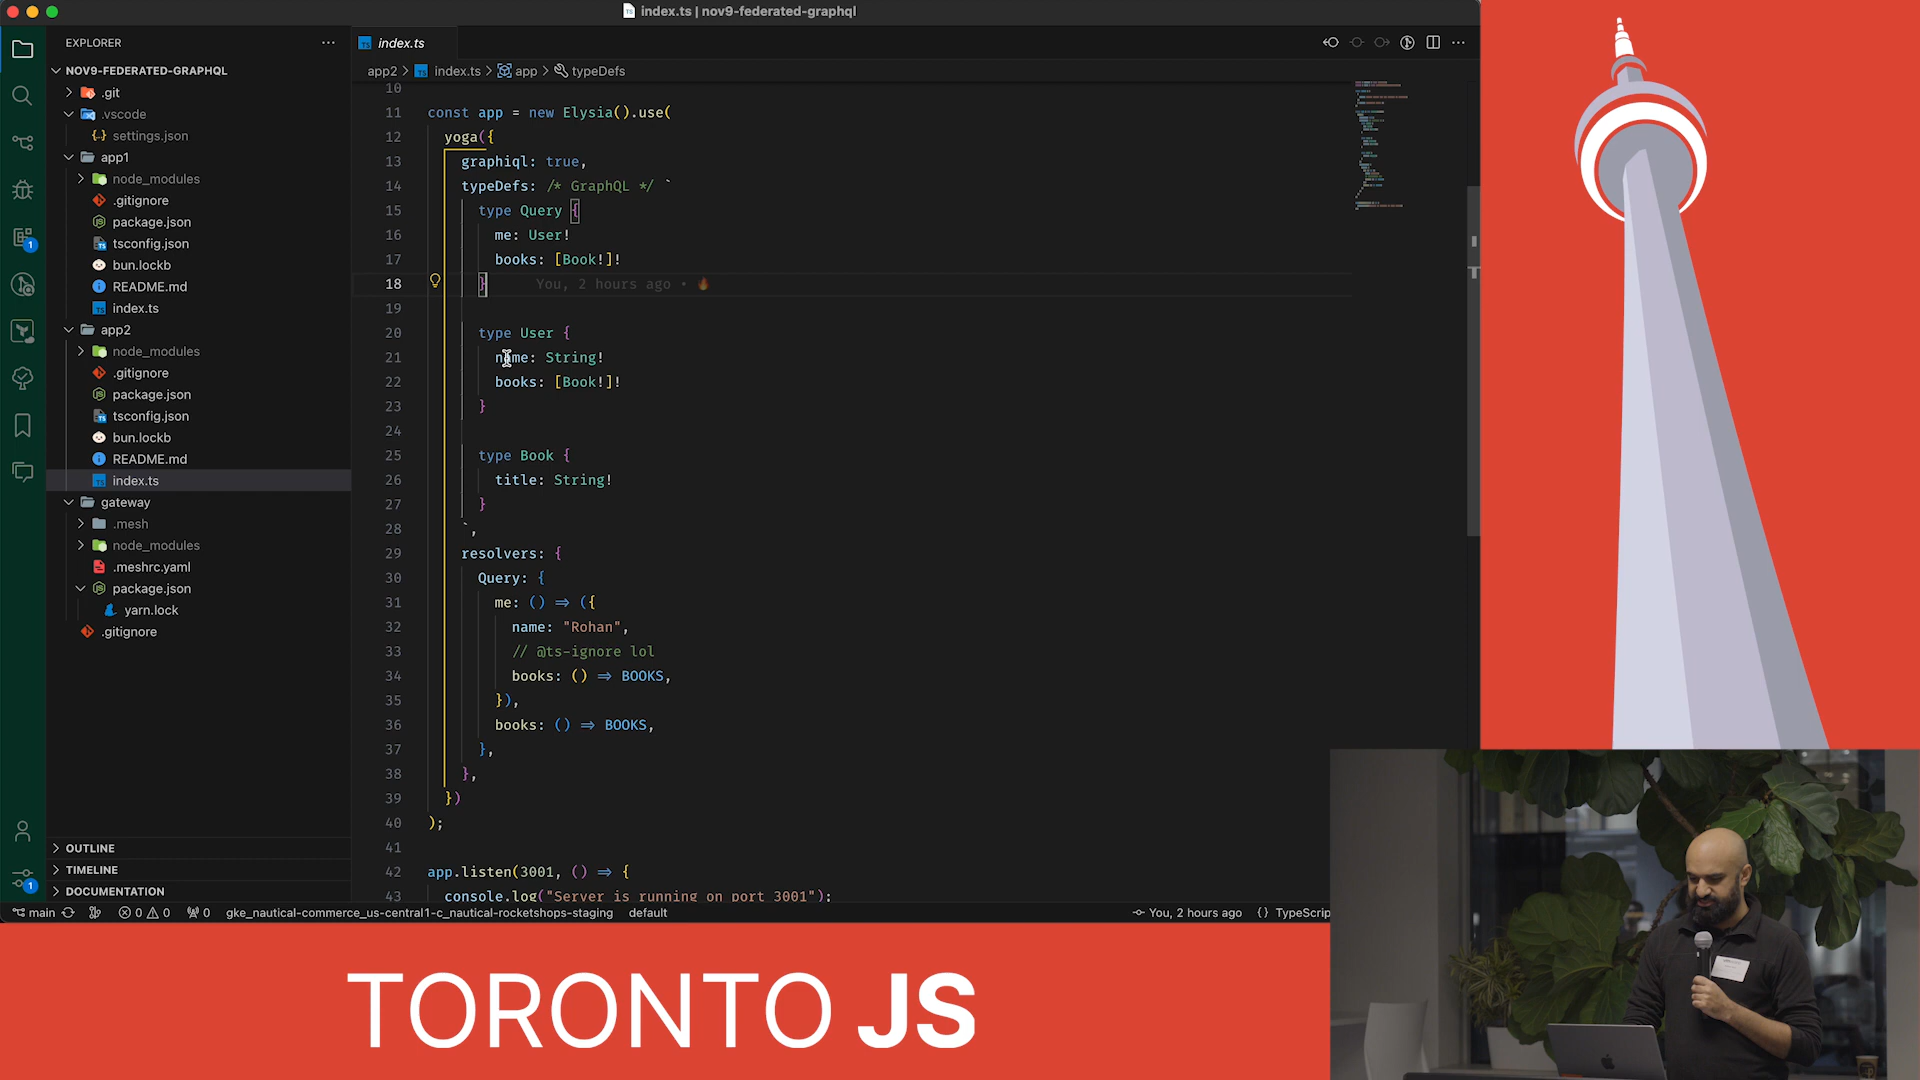 index.ts | nov9-federated-graphql
EXPLORER
NOV9-FEDERATED-GRAPHQL
.git
.vscode
settings.json
app1
node_modules
.gitignore
package.json
tsconfig.json
bun.lockb
README.md
index.ts
app2
node_modules
.gitignore
package.json
tsconfig.json
bun.lockb
README.md
index.ts
gateway
.mesh
node_modules
.meshrc.yaml
package.json
yarn.lock
.gitignore
OUTLINE
TIMELINE
DOCUMENTATION
index.ts
app2 > index.ts > app > typeDefs
10
11 const app = new Elysia().use(
12 yoga({
13 graphiql: true,
14 typeDefs: /* GraphQL */ `
15 type Query {
16 me: User!
17 books: [Book!]!
18 } You, 2 hours ago • 🔥
19
20 type User {
21 name: String!
22 books: [Book!]!
23 }
24
25 type Book {
26 title: String!
27 }
28 `,
29 resolvers: {
30 Query: {
31 me: () => ({
32 name: "Rohan",
33 // @ts-ignore lol
34 books: () => BOOKS,
35 }),
36 books: () => BOOKS,
37 },
38 },
39 })
40 );
41
42 app.listen(3001, () => {
43 console.log("Server is running on port 3001");
main 0 0 0 gke_nautical-commerce_us-central1-c_nautical-rocketshops-staging default You, 2 hours ago {} TypeScrip
TORONTO JS